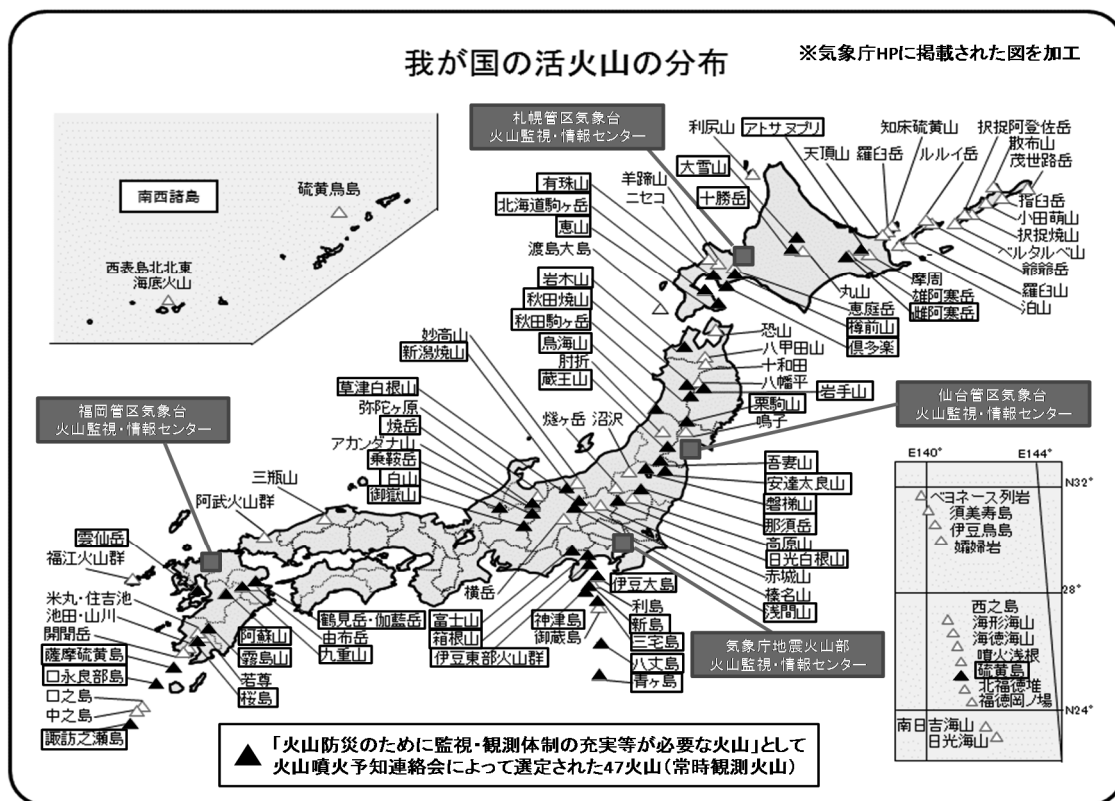 我が国の活火山の分布
※気象庁HPに掲載された図を加工
南西諸島
硫黄鳥島
西表島北北東
海底火山
札幌管区気象台
火山監視・情報センター
利尻山
アトサヌプリ
知床硫黄山
択捉阿登佐岳
散布山
茂世路岳
天頂山
羅臼岳
ルルイ岳
大雪山
十勝岳
羊蹄山
ニセコ
有珠山
北海道駒ヶ岳
恵山
渡島大島
指臼岳
小田萌山
択捉焼山
ベルタルベ山
爺爺岳
羅臼山
泊山
摩周
雄阿寒岳
雌阿寒岳
丸山
恵庭岳
樽前山
倶多楽
岩木山
秋田焼山
秋田駒ヶ岳
鳥海山
肘折
蔵王山
恐山
八甲田山
十和田
八幡平
岩手山
栗駒山
鳴子
仙台管区気象台
火山監視・情報センター
妙高山
新潟焼山
草津白根山
弥陀ヶ原
焼岳
アカンダナ山
乗鞍岳
白山
御嶽山
燧ヶ岳
沼沢
吾妻山
安達太良山
磐梯山
那須岳
高原山
日光白根山
赤城山
榛名山
浅間山
福岡管区気象台
火山監視・情報センター
三瓶山
阿武火山群
雲仙岳
福江火山群
米丸・住吉池
池田・山川
開聞岳
薩摩硫黄島
口永良部島
口之島
中之島
諏訪之瀬島
鶴見岳・伽藍岳
由布岳
九重山
阿蘇山
霧島山
若尊
桜島
横岳
富士山
箱根山
伊豆東部火山群
伊豆大島
利島
新島
神津島
御蔵島
三宅島
八丈島
青ヶ島
気象庁地震火山部
火山監視・情報センター
E140°
E144°
N32°
ベヨネース列岩
須美寿島
伊豆鳥島
孀婦岩
28°
西之島
海形海山
海徳海山
噴火浅根
硫黄島
北福徳堆
福徳岡ノ場
N24°
南日吉海山
日光海山
▲「火山防災のために監視・観測体制の充実等が必要な火山」として
火山噴火予知連絡会によって選定された47火山（常時観測火山）